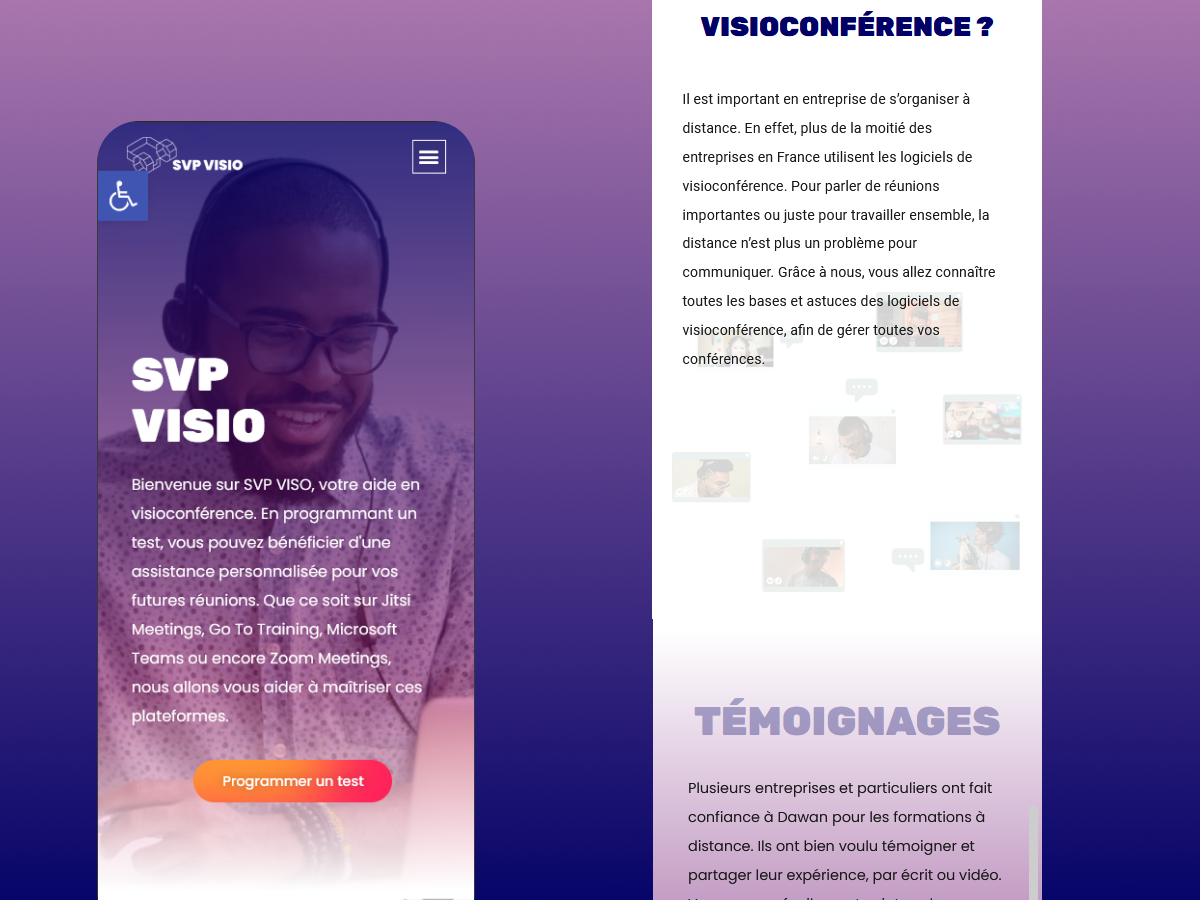 SVP VISIO
SVP
VISIO
Bienvenue sur SVP VISO, votre aide en
visioconférence. En programmant un
test, vous pouvez bénéficier d'une
assistance personnalisée pour vos
futures réunions. Que ce soit sur Jitsi
Meetings, Go To Training, Microsoft
Teams ou encore Zoom Meetings,
nous allons vous aider à maîtriser ces
plateformes.
Programmer un test
VISIOCONFÉRENCE ?
Il est important en entreprise de s’organiser à
distance. En effet, plus de la moitié des
entreprises en France utilisent les logiciels de
visioconférence. Pour parler de réunions
importantes ou juste pour travailler ensemble, la
distance n’est plus un problème pour
communiquer. Grâce à nous, vous allez connaître
toutes les bases et astuces des logiciels de
visioconférence, afin de gérer toutes vos
conférences.
TÉMOIGNAGES
Plusieurs entreprises et particuliers ont fait
confiance à Dawan pour les formations à
distance. Ils ont bien voulu témoigner et
partager leur expérience, par écrit ou vidéo.